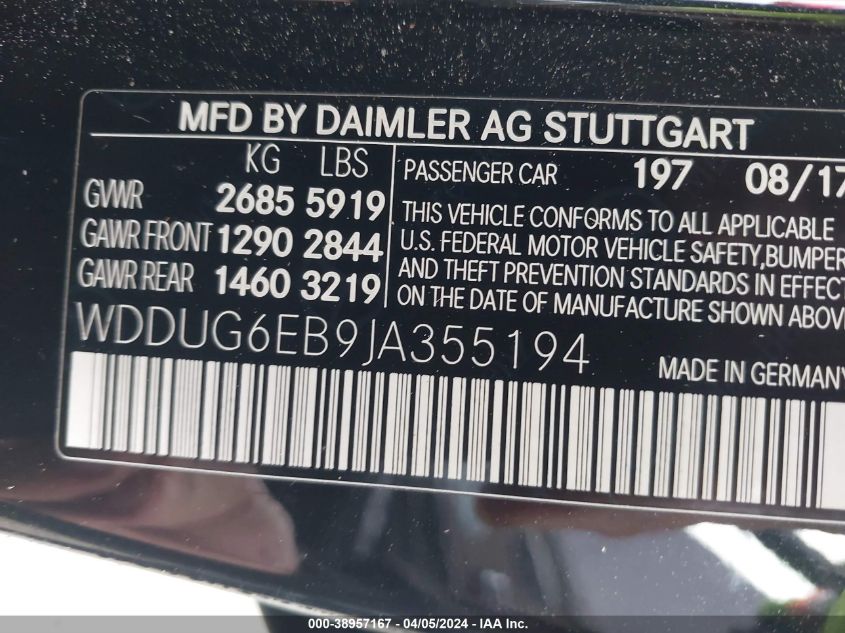 MFD BY DAIMLER AG STUTTGART
KG LBS
GVWR 2685 5919
GAWR FRONT 1290 2844
GAWR REAR 1460 3219
PASSENGER CAR 197 08/17
THIS VEHICLE CONFORMS TO ALL APPLICABLE
U.S. FEDERAL MOTOR VEHICLE SAFETY, BUMPER
AND THEFT PREVENTION STANDARDS IN EFFECT
ON THE DATE OF MANUFACTURE SHOWN ABOV
WDDUG6EB9JA355194
MADE IN GERMANY
000-38957167 - 04/05/2024 - IAA Inc.